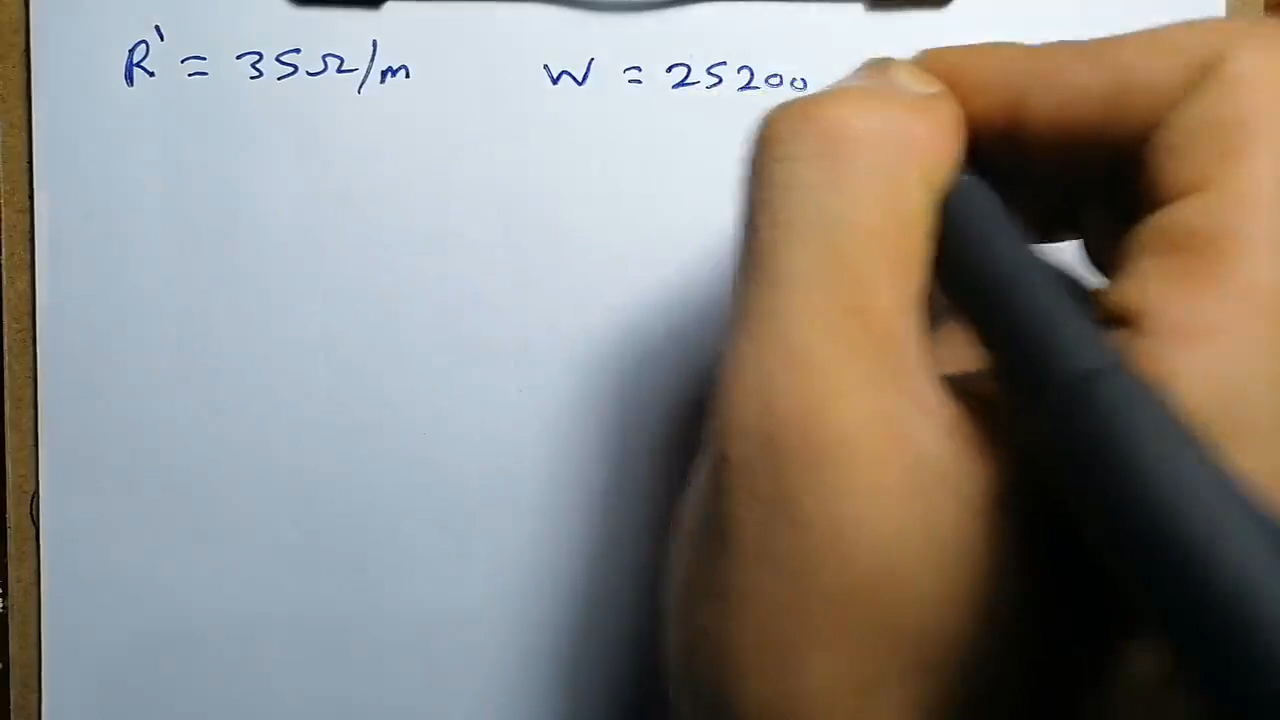 R' = 35Ω/m W = 25200